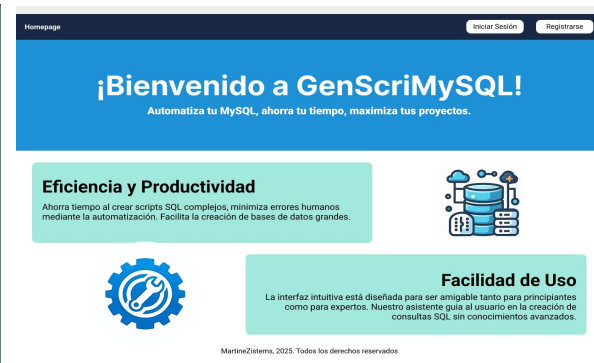 Homepage
Iniciar Sesión
Registrarse
¡Bienvenido a GenScriMySQL!
Automatiza tu MySQL, ahorra tu tiempo, maximiza tus proyectos.
Eficiencia y Productividad
Ahorra tiempo al crear scripts SQL complejos, minimiza errores humanos
mediante la automatización. Facilita la creación de bases de datos grandes.
Facilidad de Uso
La interfaz intuitiva está diseñada para ser amigable tanto para principiantes
como para expertos. Nuestro asistente guia al usuario en la creación de
consultas SQL sin conocimientos avanzados.
MartineZistems, 2025. Todos los derechos reservados